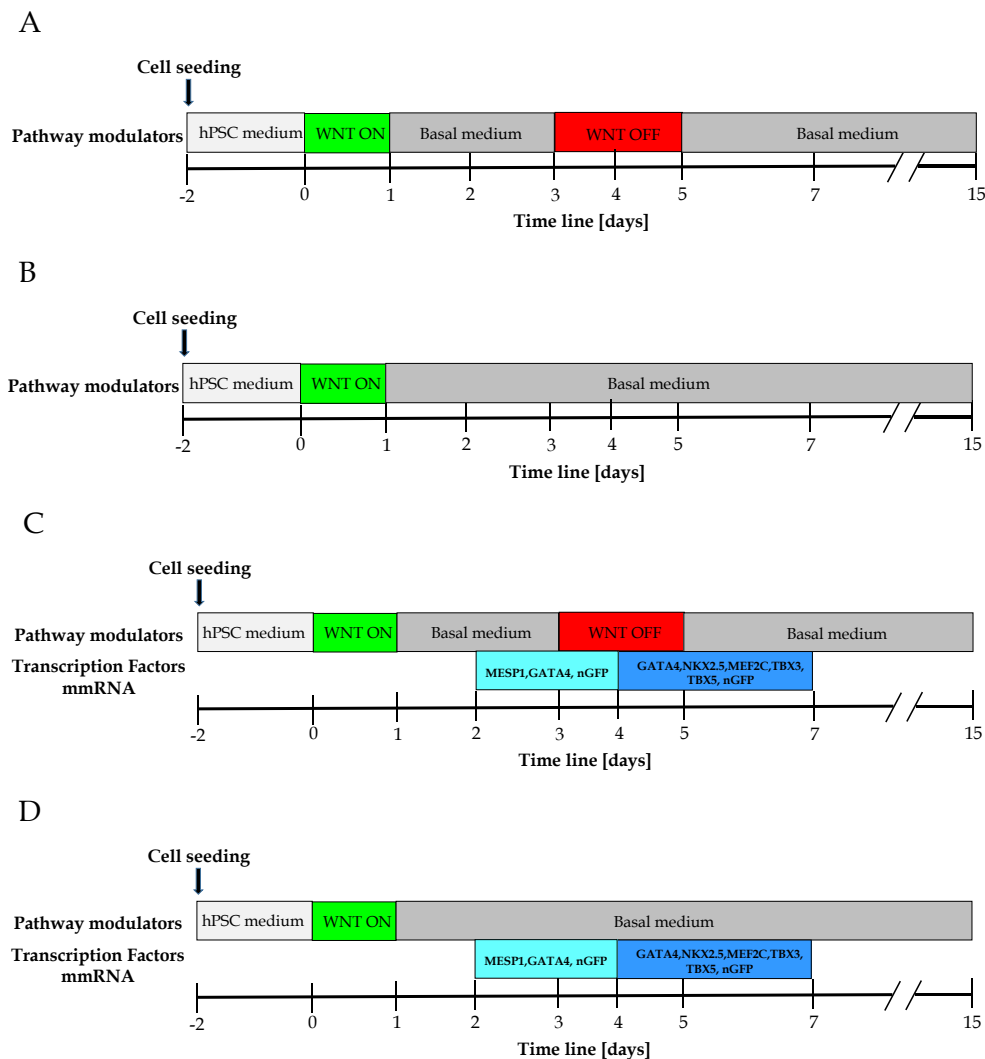 A
Cell seeding
Pathway modulators hPSC medium WNT ON Basal medium WNT OFF Basal medium
-2 0 1 2 3 4 5 7 15
Time line [days]
B
Cell seeding
Pathway modulators hPSC medium WNT ON Basal medium
-2 0 1 2 3 4 5 7 15
Time line [days]
C
Cell seeding
Pathway modulators hPSC medium WNT ON Basal medium WNT OFF Basal medium
Transcription Factors
mmRNA
MESP1,GATA4, nGFP
GATA4,NKX2.5,MEF2C,TBX3,
TBX5, nGFP
-2 0 1 2 3 4 5 7 15
Time line [days]
D
Cell seeding
Pathway modulators hPSC medium WNT ON Basal medium
Transcription Factors
mmRNA
MESP1,GATA4, nGFP
GATA4,NKX2.5,MEF2C,TBX3,
TBX5, nGFP
-2 0 1 2 3 4 5 7 15
Time line [days]